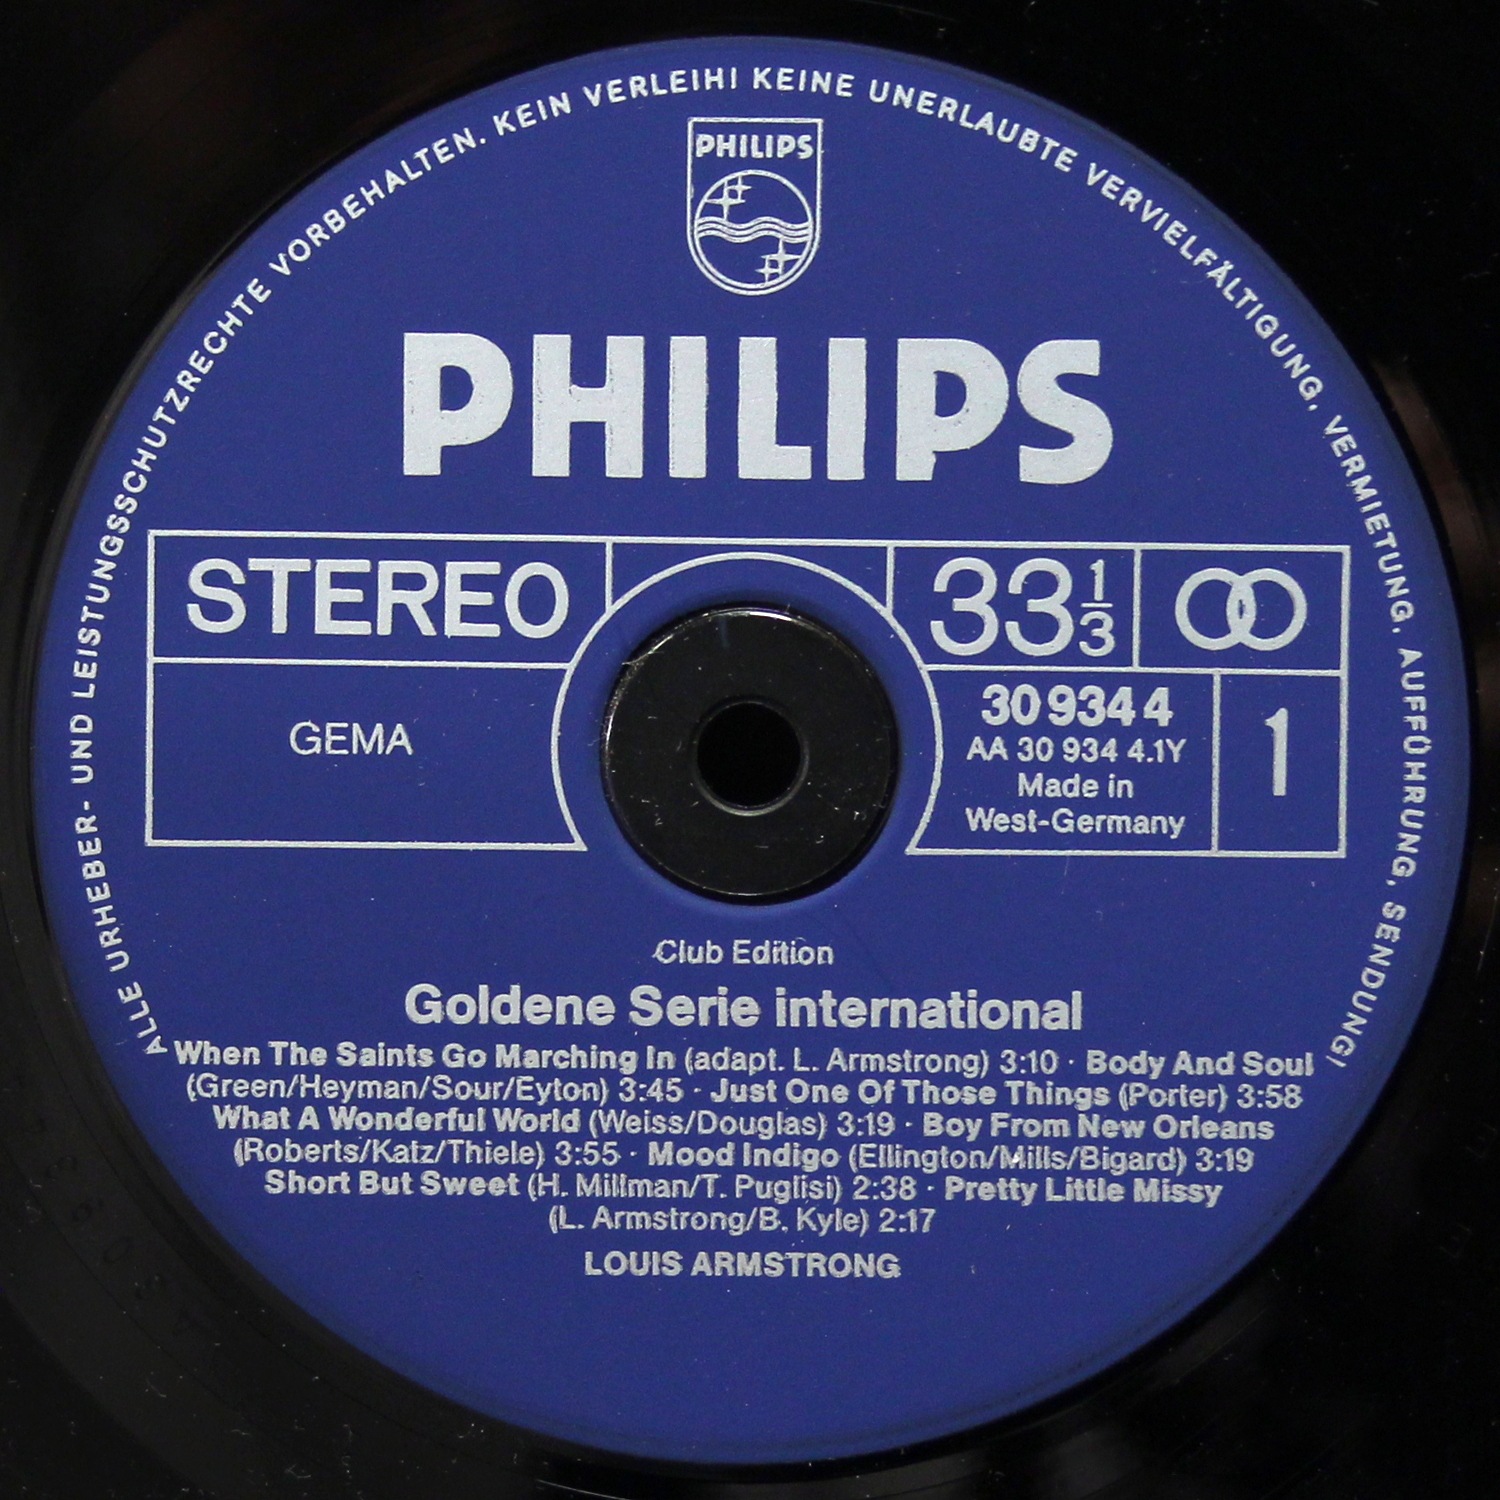 ALLE URHEBER- UND LEISTUNGSSCHUTZRECHTE VORBEHALTEN. KEIN VERLEIH! KEINE UNERLAUBTE VERVIELFÄLTIGUNG, VERMIETUNG, AUFFÜHRUNG, SENDUNG!
PHILIPS
PHILIPS
STEREO
33 1/3
GEMA
30 934 4
AA 30 934 4.1Y
Made in
West-Germany
1
Club Edition
Goldene Serie international
When The Saints Go Marching In (adapt. L. Armstrong) 3:10 · Body And Soul
(Green/Heyman/Sour/Eyton) 3:45 · Just One Of Those Things (Porter) 3:58
What A Wonderful World (Weiss/Douglas) 3:19 · Boy From New Orleans
(Roberts/Katz/Thiele) 3:55 · Mood Indigo (Ellington/Mills/Bigard) 3:19
Short But Sweet (H. Millman/T. Puglisi) 2:38 · Pretty Little Missy
(L. Armstrong/B. Kyle) 2:17
LOUIS ARMSTRONG